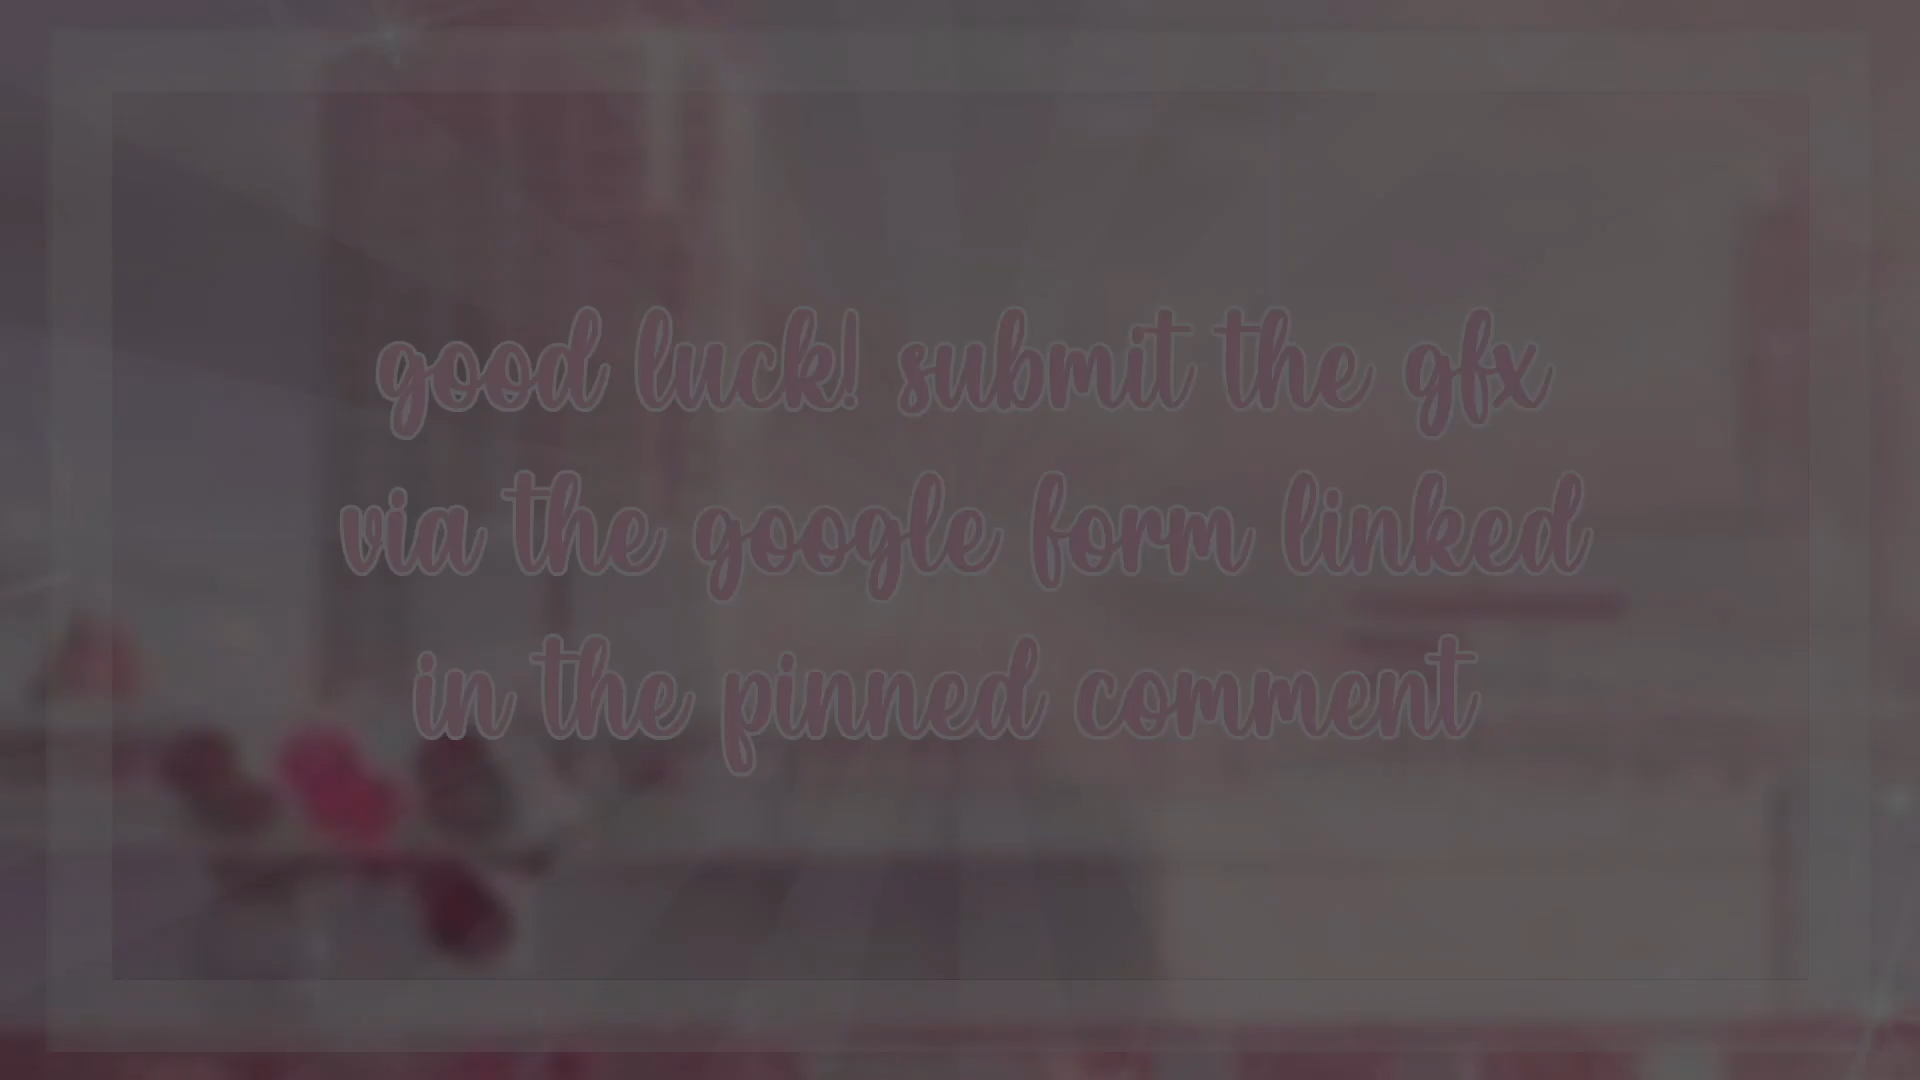 good luck! submit the gfx
via the google form linked
in the pinned comment